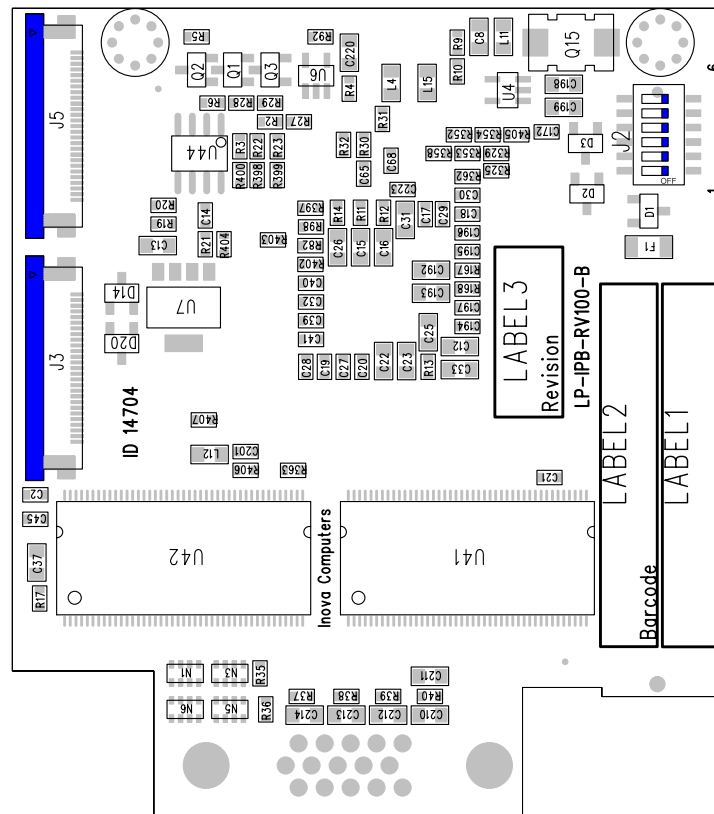 R5
R92
C220
R9
C8
L11
Q15
J5
Q2
Q1
Q3
U6
R4
L4
L15
R10
U4
C198
C199
6
R6
R28
R29
R2
R27
R31
J2
U44
R3
R22
R23
R32
R30
C65
C68
R352
R354
R405
C172
R358
R353
R329
R325
R362
D3
OFF
R400
R398
R399
C223
C30
D2
1
R20
R19
C13
C14
R21
R404
R403
R397
R98
R82
R402
C40
C32
C39
C41
R14
R11
R12
C31
C17
C29
C18
C196
C195
R167
R168
C197
C194
D1
F1
C26
C15
C16
C192
C193
C25
C12
C33
J3
D14
D20
U7
C28
C19
C27
C20
C22
C23
R13
LABEL3
Revision
LP-IPB-RV100-B
LABEL2
LABEL1
Barcode
ID 14704
R407
L12
C201
R406
R363
C21
C2
C45
C37
R17
U42
Inova Computers
U41
N1
N3
R35
N6
N5
R36
R37
R38
R39
R40
C211
C214
C213
C212
C210